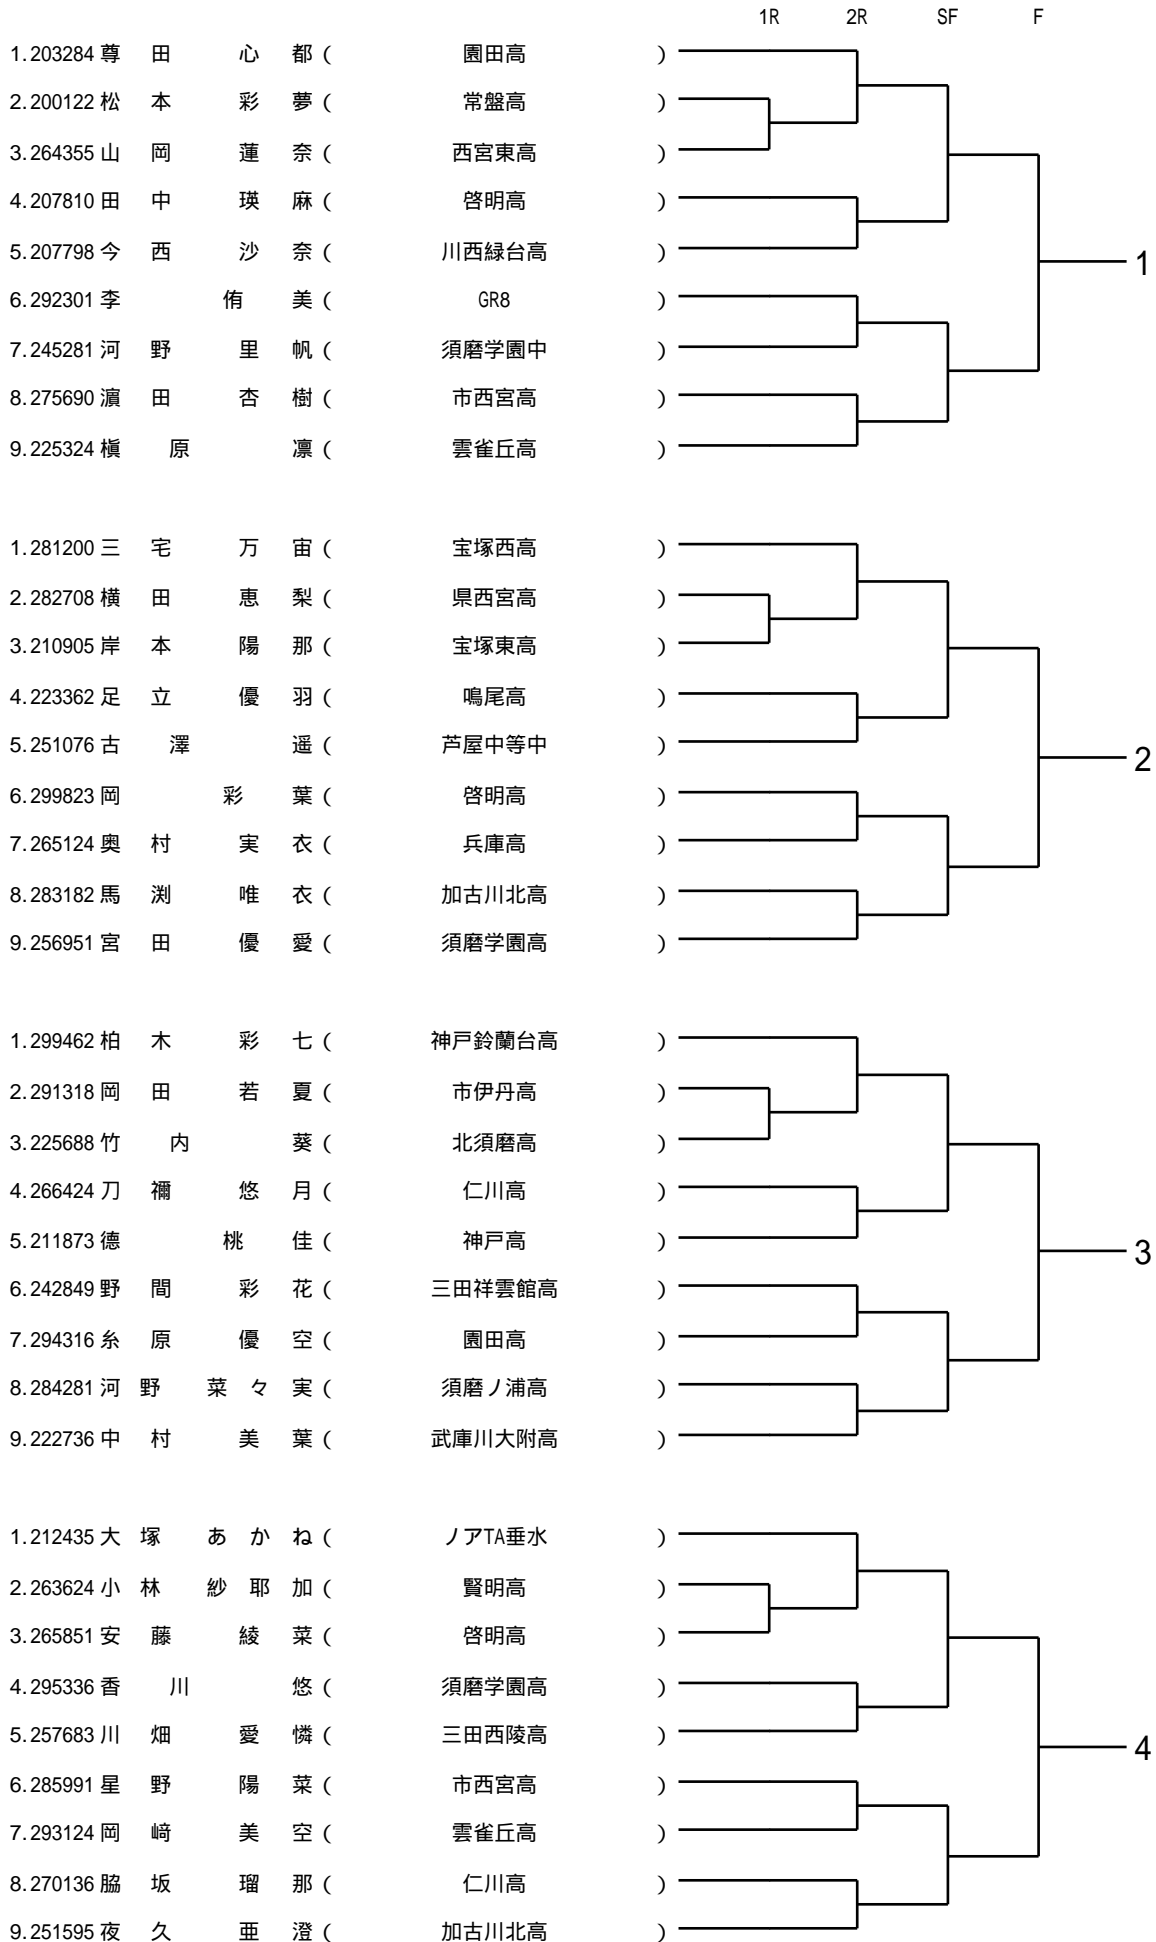 1R 2R SF F
1.203284 尊 田 心 都 ( 園田高 )
2.200122 松 本 彩 夢 ( 常盤高 )
3.264355 山 岡 蓮 奈 ( 西宮東高 )
4.207810 田 中 瑛 麻 ( 啓明高 )
5.207798 今 西 沙 奈 ( 川西緑台高 )
1
6.292301 李 侑 美 ( GR8 )
7.245281 河 野 里 帆 ( 須磨学園中 )
8.275690 濵 田 杏 樹 ( 市西宮高 )
9.225324 槇 原 凛 ( 雲雀丘高 )
1.281200 三 宅 万 宙 ( 宝塚西高 )
2.282708 横 田 恵 梨 ( 県西宮高 )
3.210905 岸 本 陽 那 ( 宝塚東高 )
4.223362 足 立 優 羽 ( 鳴尾高 )
5.251076 古 澤 遥 ( 芦屋中等中 )
2
6.299823 岡 彩 葉 ( 啓明高 )
7.265124 奥 村 実 衣 ( 兵庫高 )
8.283182 馬 渕 唯 衣 ( 加古川北高 )
9.256951 宮 田 優 愛 ( 須磨学園高 )
1.299462 柏 木 彩 七 ( 神戸鈴蘭台高 )
2.291318 岡 田 若 夏 ( 市伊丹高 )
3.225688 竹 内 葵 ( 北須磨高 )
4.266424 刀 禰 悠 月 ( 仁川高 )
5.211873 德 桃 佳 ( 神戸高 )
3
6.242849 野 間 彩 花 ( 三田祥雲館高 )
7.294316 糸 原 優 空 ( 園田高 )
8.284281 河 野 菜 々 実 ( 須磨ノ浦高 )
9.222736 中 村 美 葉 ( 武庫川大附高 )
1.212435 大 塚 あ か ね ( ノアTA垂水 )
2.263624 小 林 紗 耶 加 ( 賢明高 )
3.265851 安 藤 綾 菜 ( 啓明高 )
4.295336 香 川 悠 ( 須磨学園高 )
5.257683 川 畑 愛 憐 ( 三田西陵高 )
4
6.285991 星 野 陽 菜 ( 市西宮高 )
7.293124 岡 﨑 美 空 ( 雲雀丘高 )
8.270136 脇 坂 瑠 那 ( 仁川高 )
9.251595 夜 久 亜 澄 ( 加古川北高 )